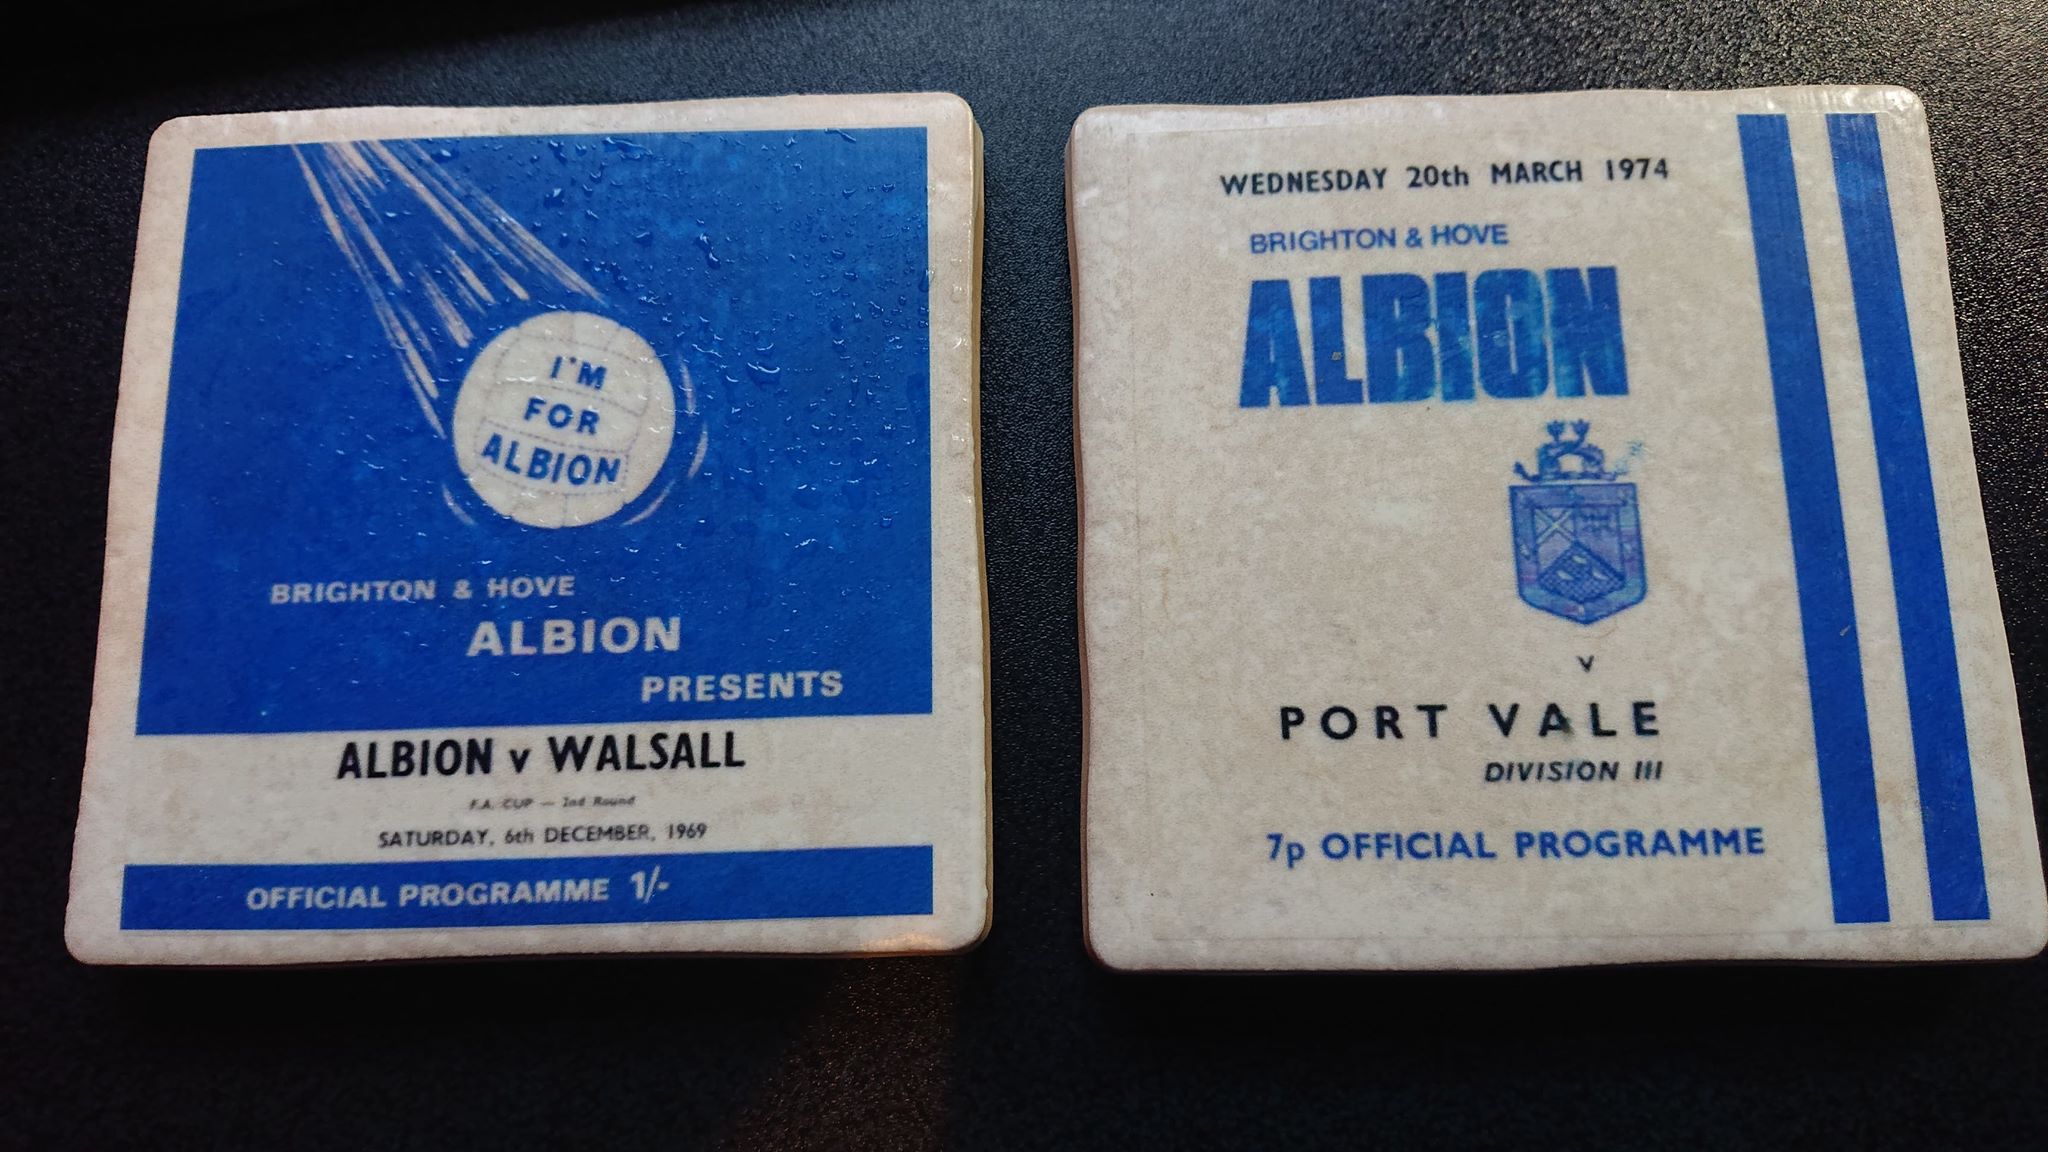 I'M
FOR
ALBION
BRIGHTON & HOVE
ALBION
PRESENTS
ALBION v WALSALL
F.A. CUP — 2nd Round
SATURDAY, 6th DECEMBER, 1969
OFFICIAL PROGRAMME 1/-
WEDNESDAY 20th MARCH 1974
BRIGHTON & HOVE
ALBION
v
PORT VALE
DIVISION III
7p OFFICIAL PROGRAMME